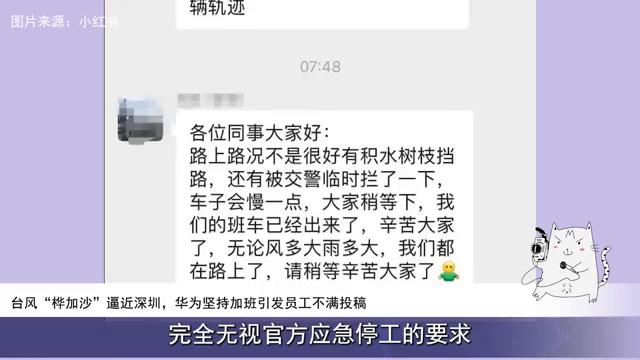 图片来源：小红书
辆轨迹
07:48
各位同事大家好：
路上路况不是很好有积水树枝挡
路，还有被交警临时拦了一下，
车子会慢一点，大家稍等下，我
们的班车已经出来了，辛苦大家
了，无论风多大雨多大，我们都
在路上了，请稍等辛苦大家了
台风“桦加沙”逼近深圳，华为坚持加班引发员工不满投稿
完全无视官方应急停工的要求